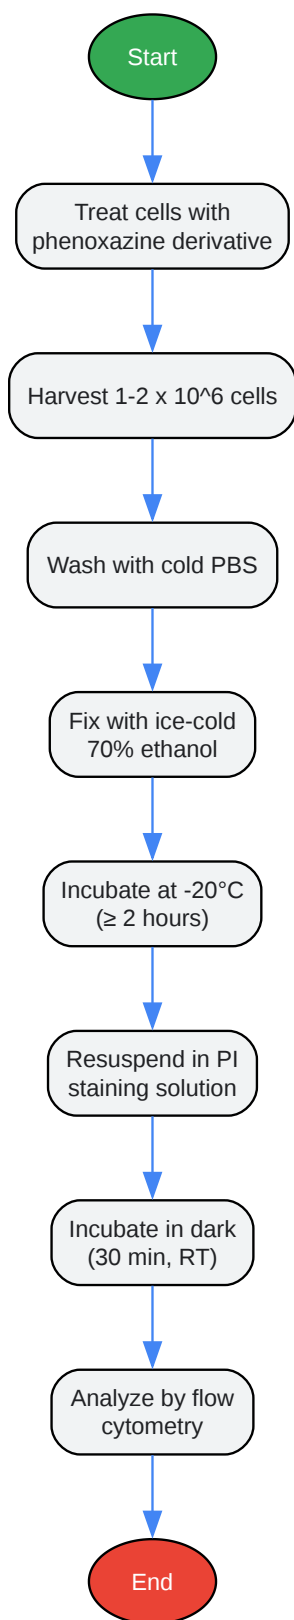 Start
Treat cells with
phenoxazine derivative
Harvest 1-2 x 10^6 cells
Wash with cold PBS
Fix with ice-cold
70% ethanol
Incubate at -20°C
(≥ 2 hours)
Resuspend in PI
staining solution
Incubate in dark
(30 min, RT)
Analyze by flow
cytometry
End